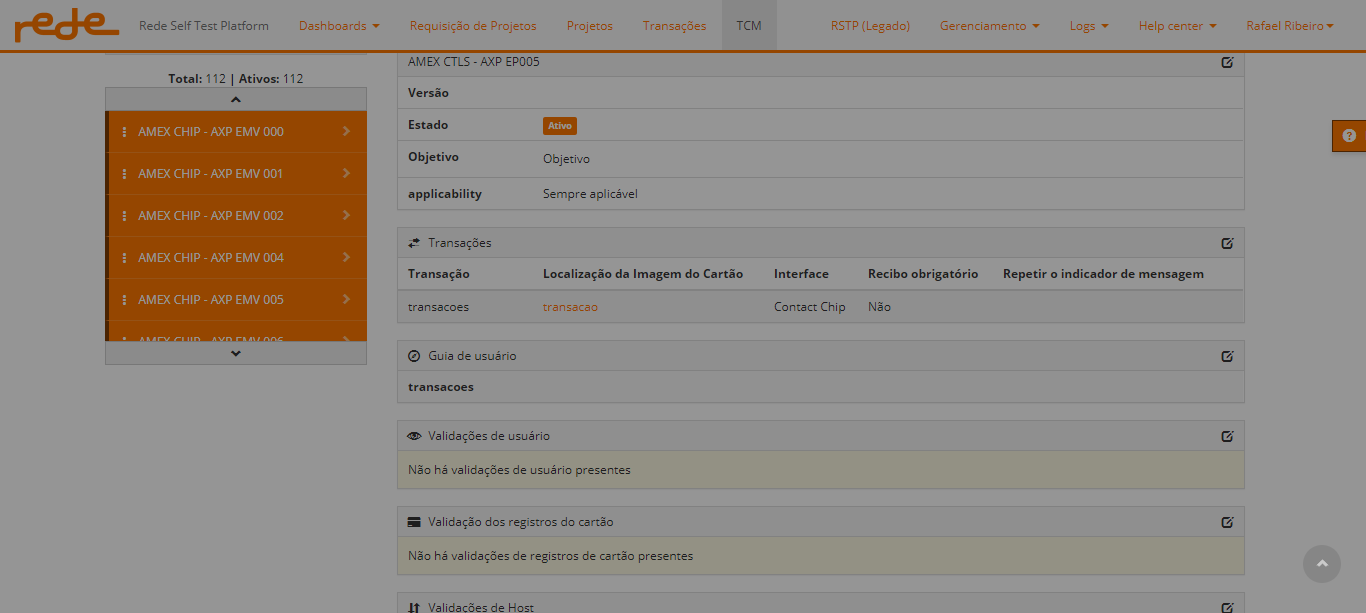 rede Rede Self Test Platform Dashboards Requisição de Projetos Projetos Transações TCM RSTP (Legado) Gerenciamento Logs Help center Rafael Ribeiro
Total: 112 | Ativos: 112
AMEX CHIP - AXP EMV 000
AMEX CHIP - AXP EMV 001
AMEX CHIP - AXP EMV 002
AMEX CHIP - AXP EMV 004
AMEX CHIP - AXP EMV 005
AMEX CHIP - AXP EMV 006
AMEX CTLS - AXP EP005
Versão
Estado Ativo
Objetivo Objetivo
applicability Sempre aplicável
Transações
Transação Localização da Imagem do Cartão Interface Recibo obrigatório Repetir o indicador de mensagem
transacoes transacao Contact Chip Não
Guia de usuário
transacoes
Validações de usuário
Não há validações de usuário presentes
Validação dos registros do cartão
Não há validações de registros de cartão presentes
Validações de Host